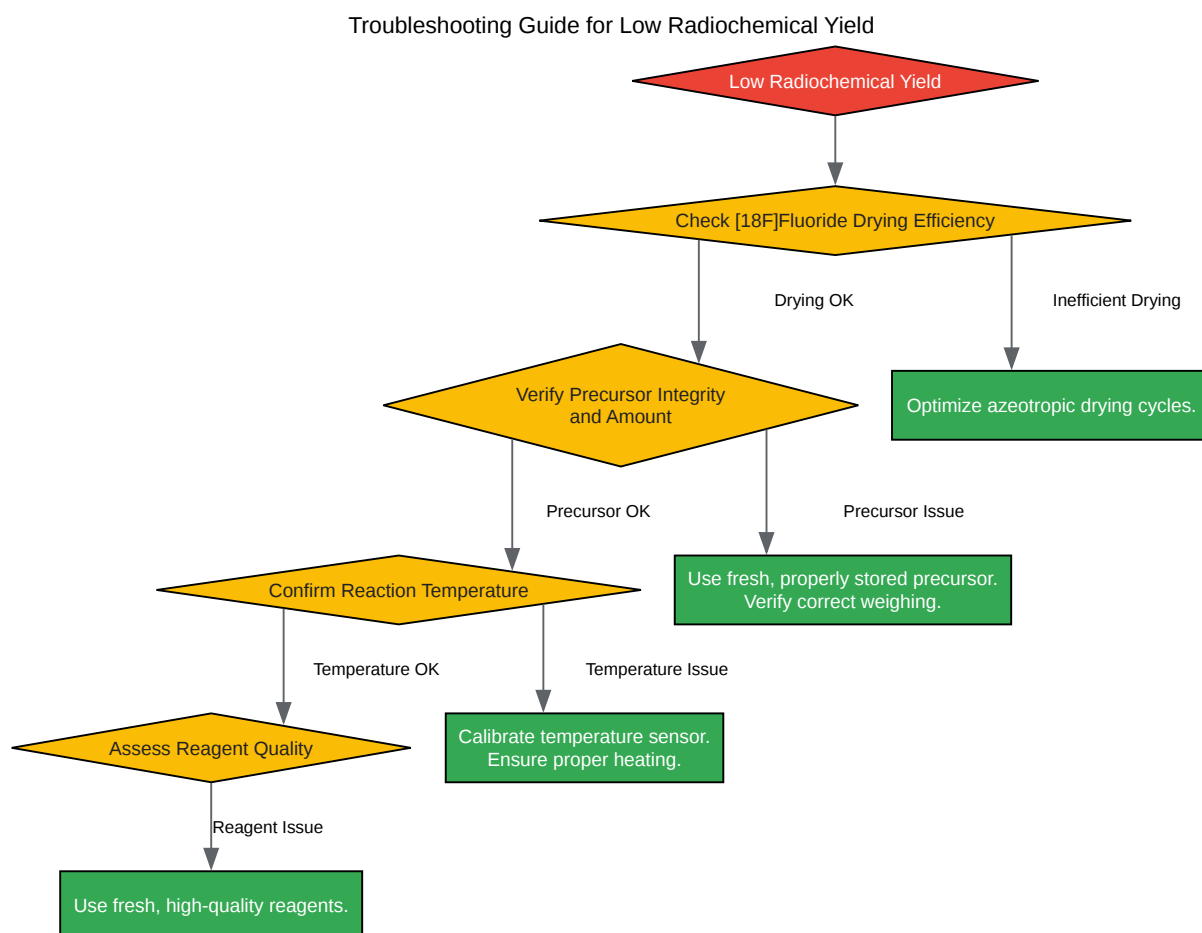 Troubleshooting Guide for Low Radiochemical Yield
Low Radiochemical Yield
Check [18F]Fluoride Drying Efficiency
Drying OK
Inefficient Drying
Verify Precursor Integrity
and Amount
Optimize azeotropic drying cycles.
Precursor OK
Precursor Issue
Confirm Reaction Temperature
Use fresh, properly stored precursor.
Verify correct weighing.
Temperature OK
Temperature Issue
Assess Reagent Quality
Calibrate temperature sensor.
Ensure proper heating.
Reagent Issue
Use fresh, high-quality reagents.